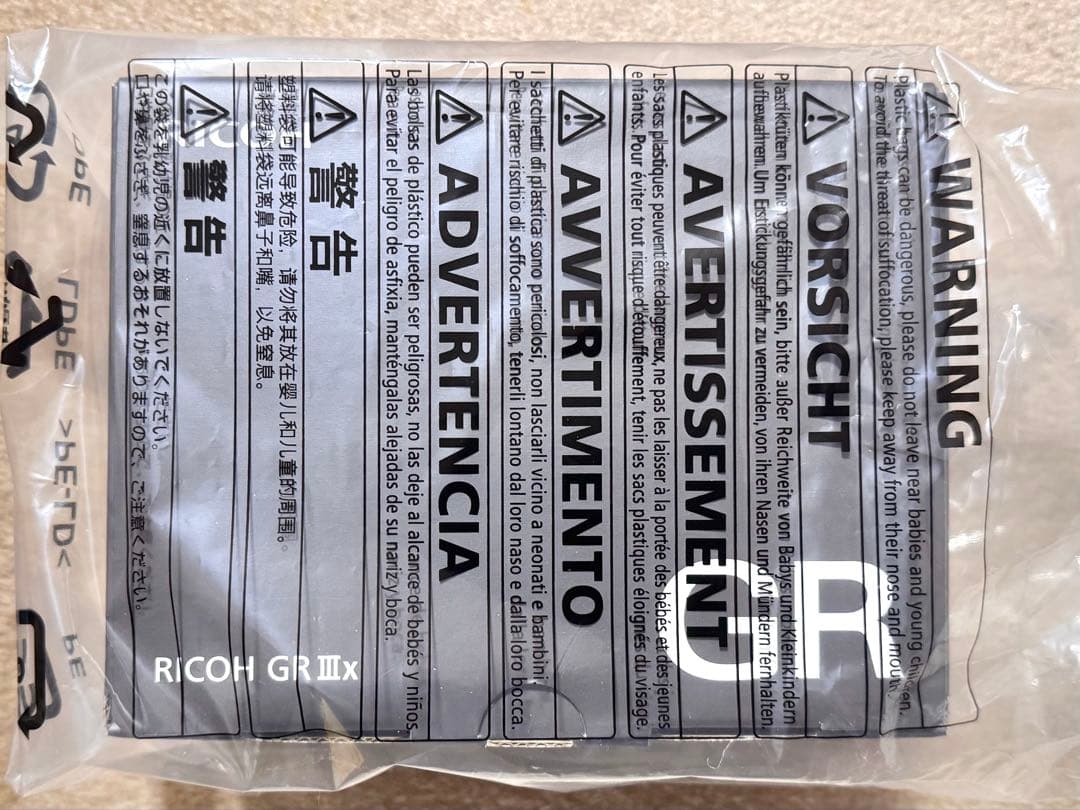 WARNING
Plastic bags can be dangerous, please do not leave near babies and young children.
To avoid the threat of suffocation, please keep away from their nose and mouth.
VORSICHT
Plastiktüten können gefährlich sein, bitte außer Reichweite von Babys und Kleinkindern
aufbewahren. Um Erstickungsgefahr zu vermeiden, von ihren Nasen und Mündern fernhalten.
AVERTISSEMENT
Les sacs plastiques peuvent être dangereux, ne pas les laisser à la portée des bébés et des jeunes
enfants. Pour éviter tout risque d'étouffement, tenir les sacs plastiques éloignés du visage.
AVVERTIMENTO
I sacchetti di plastica sono pericolosi, non lasciarli vicino a neonati e bambini.
Per evitare rischio di soffocamento, tenerli lontano dal loro naso e dalla loro bocca.
ADVERTENCIA
Las bolsas de plástico pueden ser peligrosas, no las deje al alcance de bebés y niños.
Para evitar el peligro de asfixia, manténgalas alejadas de su nariz y boca.
警告
塑料袋可能导致危险，请勿将其放在婴儿和儿童的周围。
请将塑料袋远离鼻子和嘴，以免窒息。
警告
この袋を乳幼児の近くに放置しないでください。
口や鼻をふさぎ、窒息するおそれがありますので、ご注意ください。
RICOH
GR
RICOH GR IIIx
PE
LDPE
>PE-LD<
PE